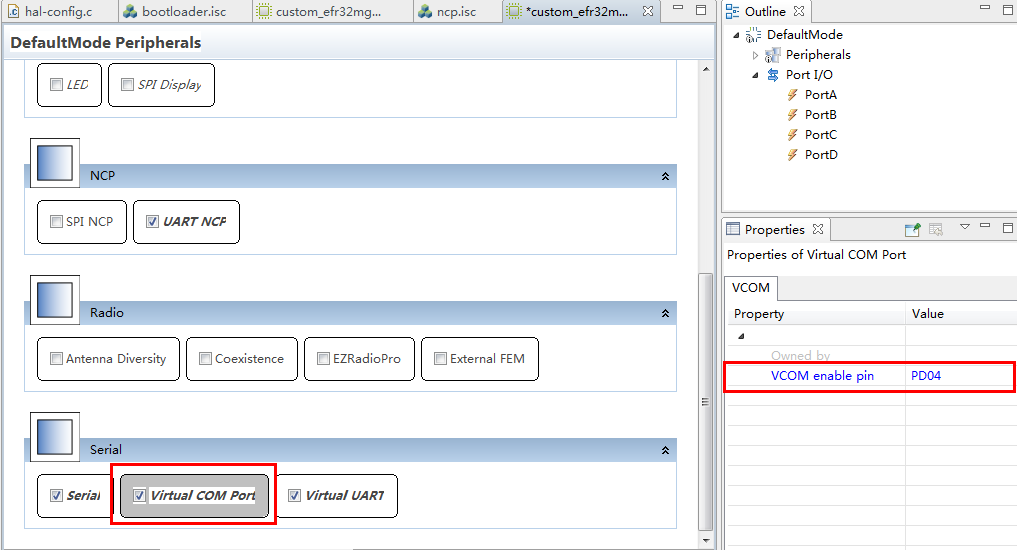 hal-config.c bootloader.isc custom_efr32mg... ncp.isc *custom_efr32m...
DefaultMode Peripherals
LED SPI Display
NCP
SPI NCP UART NCP
Radio
Antenna Diversity Coexistence EZRadioPro External FEM
Serial
Serial Virtual COM Port Virtual UART
Outline
DefaultMode
Peripherals
Port I/O
PortA
PortB
PortC
PortD
Properties
Properties of Virtual COM Port
VCOM
Property Value
Owned by
VCOM enable pin PD04